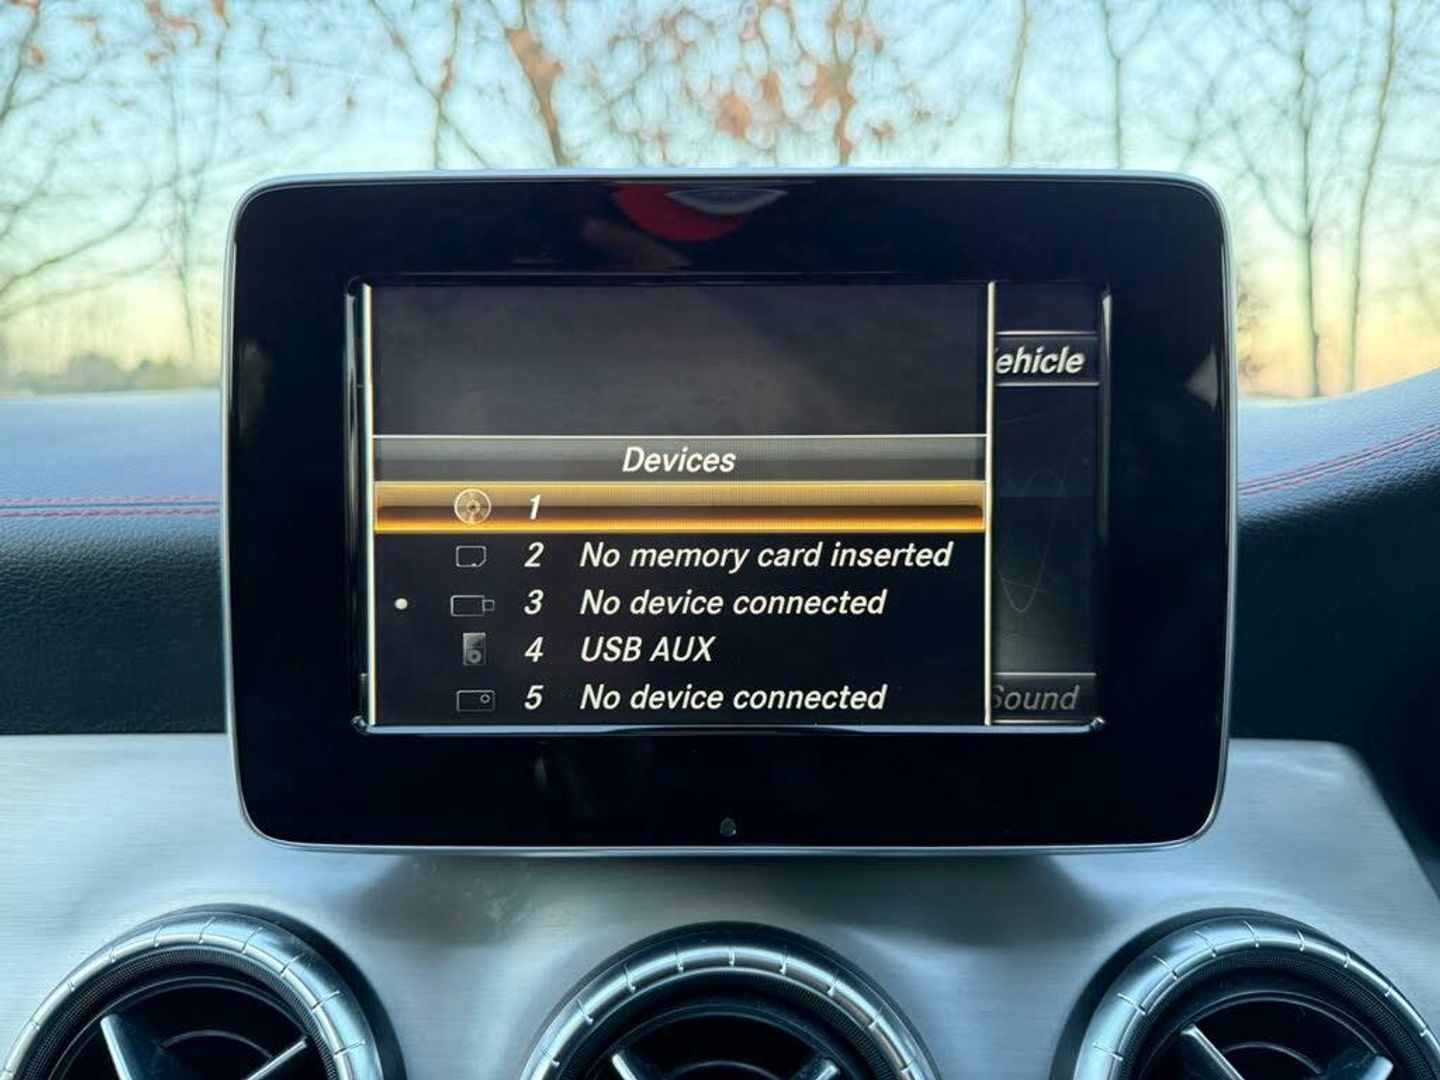 ehicle
Devices
1
2 No memory card inserted
3 No device connected
4 USB AUX
5 No device connected
Sound